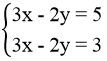 3x - 2y = 5
3x - 2y = 3